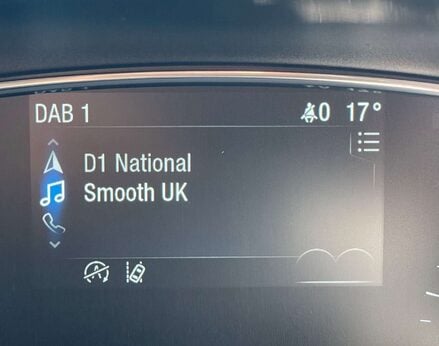 DAB 1
0 17°
D1 National
Smooth UK
A